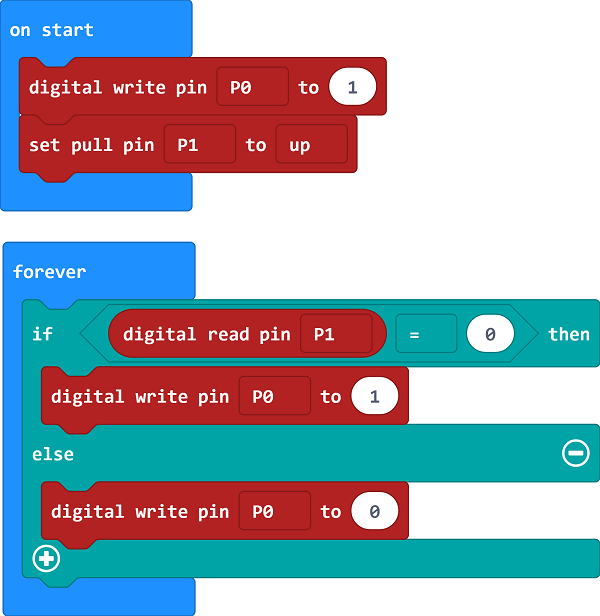 on start
digital write pin P0 to 1
set pull pin P1 to up
forever
if digital read pin P1 = 0 then
digital write pin P0 to 1
else
digital write pin P0 to 0